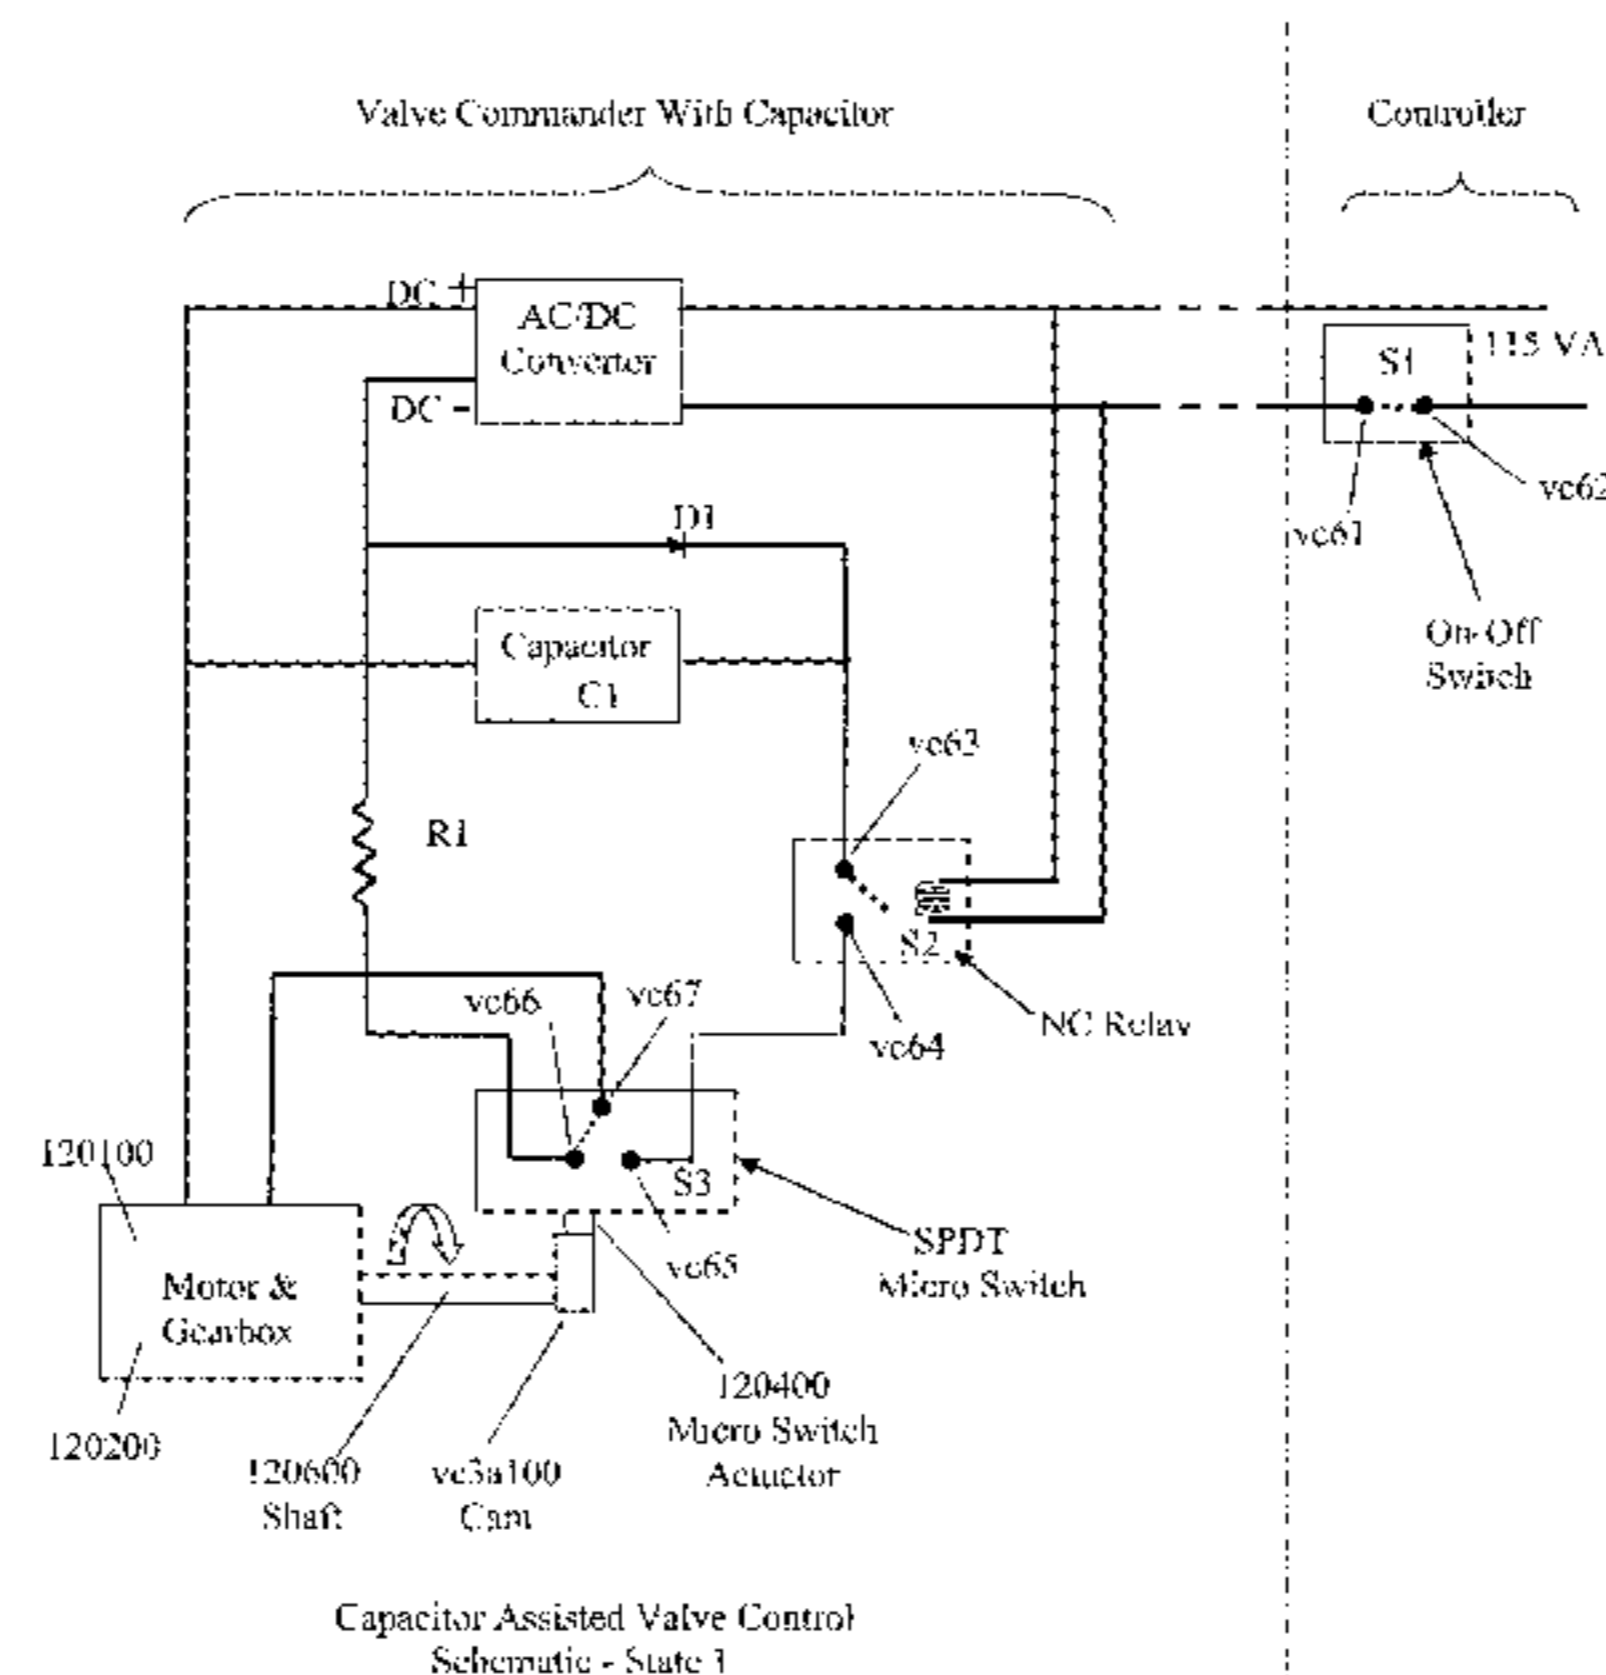 Valve Commander With Capacitor
Controller
DC +
AC/DC
Converter
DC -
S1
115 VA
vc61
vc62
On-Off
Switch
D1
Capacitor
C1
vc63
R1
S2
NC Relay
vc64
vc66
vc67
S3
vc65
SPDT
Micro Switch
120100
Motor &
Gearbox
120200
120600
Shaft
vc3a100
Cam
120400
Micro Switch
Actuator
Capacitor Assisted Valve Control
Schematic - State 1